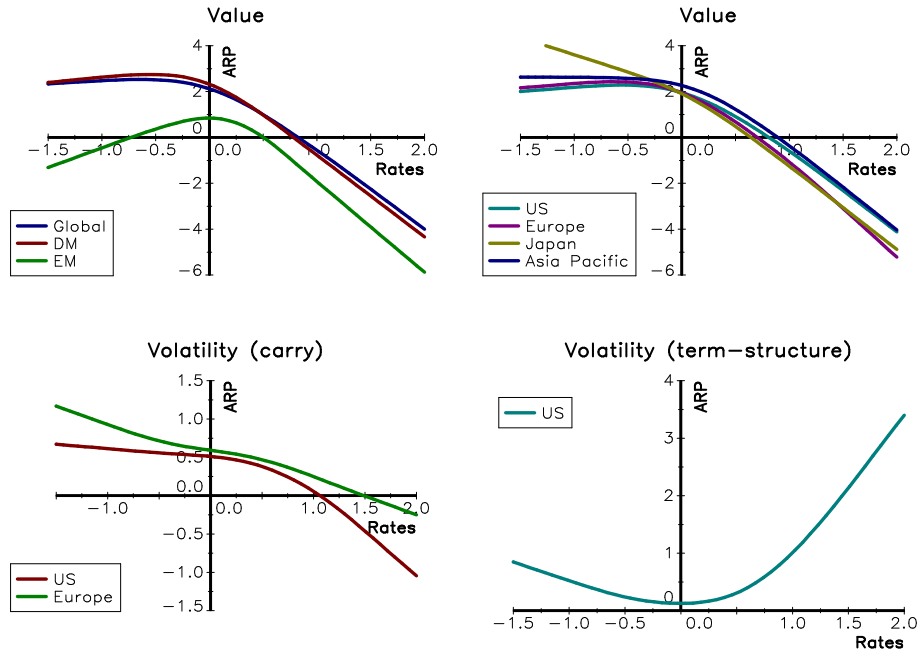 Value
ARP
4
2
0
-2
-4
-6
-1.5 -1.0 -0.5 0.0 1.5 2.0
Rates
Global
DM
EM
Value
ARP
4
2
0
-2
-4
-6
-1.5 -1.0 -0.5 0.0 1.0 1.5 2.0
Rates
US
Europe
Japan
Asia Pacific
Volatility (carry)
ARP
1.5
1.0
0.5
0.0
-0.5
-1.0
-1.5
-1.0 0.0 1.0 1.5 2.0
Rates
US
Europe
Volatility (term-structure)
ARP
4
3
2
1
0
-1.5 -1.0 -0.5 0.0 0.5 1.0 1.5 2.0
Rates
US